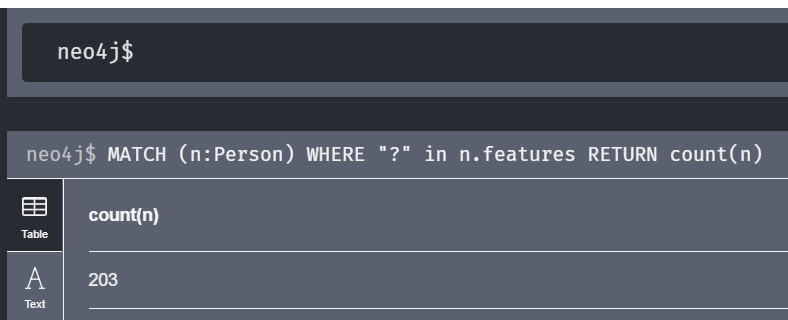 neo4j$
neo4j$ MATCH (n:Person) WHERE "?" in n.features RETURN count(n)
Table
count(n)
Text
203